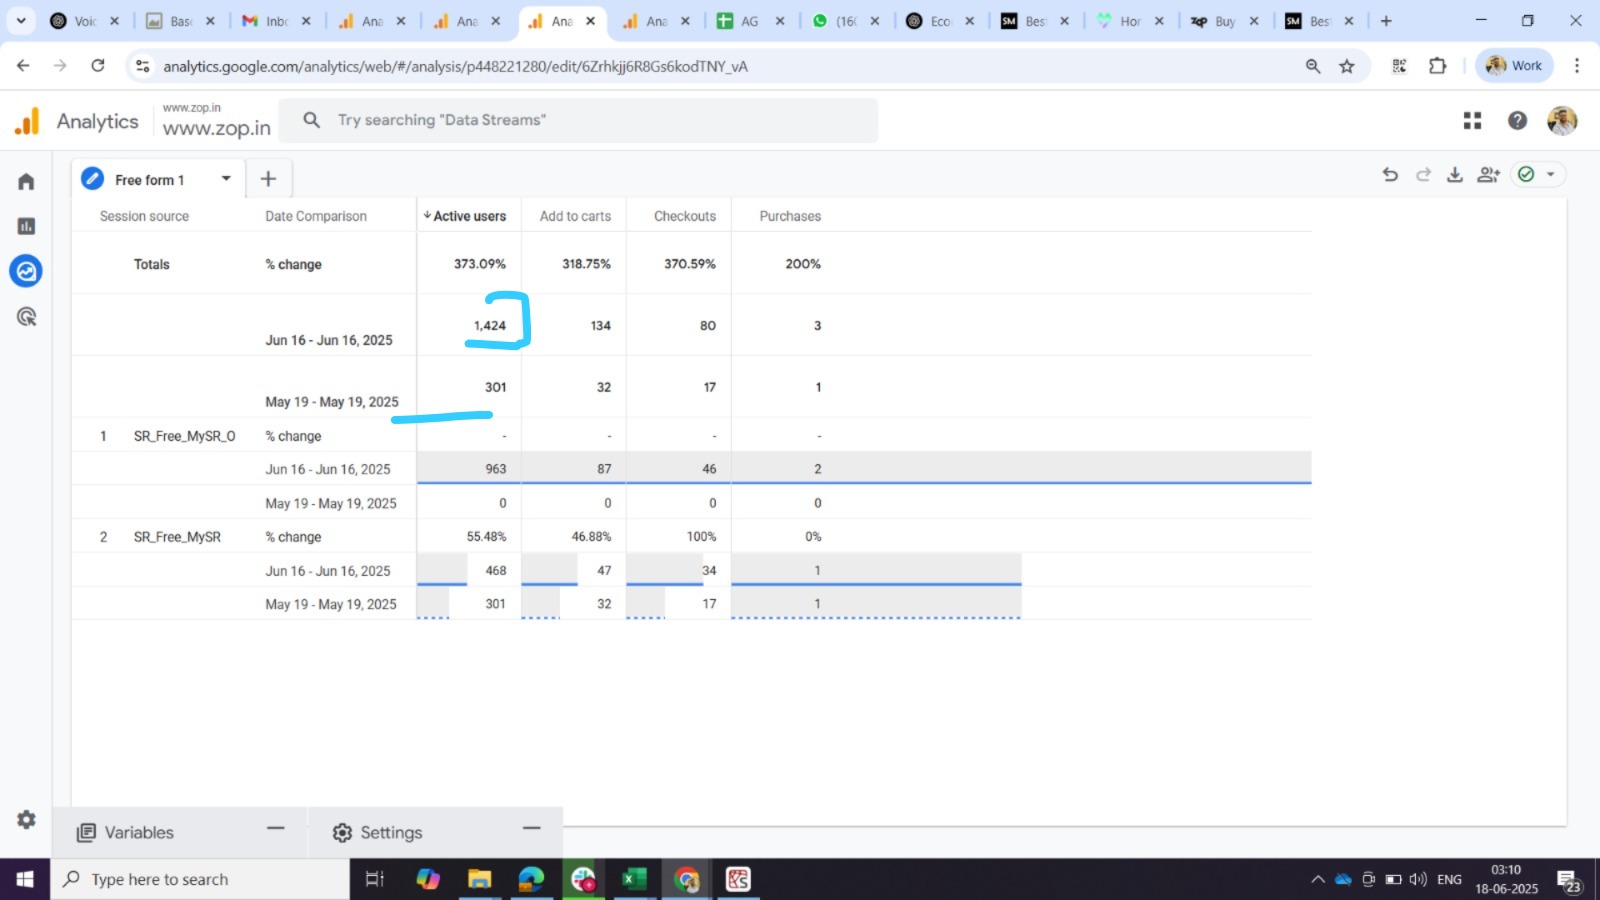 Voic
Bas
Inbo
Ana
Ana
Ana
Ana
AG
(16
Eco
SM Bes
Hor
zop Buy
SM Bes
analytics.google.com/analytics/web/#/analysis/p448221280/edit/6Zrhkjj6R8Gs6kodTNY_vA
Work
Analytics
www.zop.in
www.zop.in
Try searching "Data Streams"
Free form 1
Session source Date Comparison Active users Add to carts Checkouts Purchases
Totals % change 373.09% 318.75% 370.59% 200%
Jun 16 - Jun 16, 2025 1,424 134 80 3
May 19 - May 19, 2025 301 32 17 1
1 SR_Free_MySR_O % change - - - -
Jun 16 - Jun 16, 2025 963 87 46 2
May 19 - May 19, 2025 0 0 0 0
2 SR_Free_MySR % change 55.48% 46.88% 100% 0%
Jun 16 - Jun 16, 2025 468 47 34 1
May 19 - May 19, 2025 301 32 17 1
Variables
Settings
Type here to search
ENG
03:10
18-06-2025
23